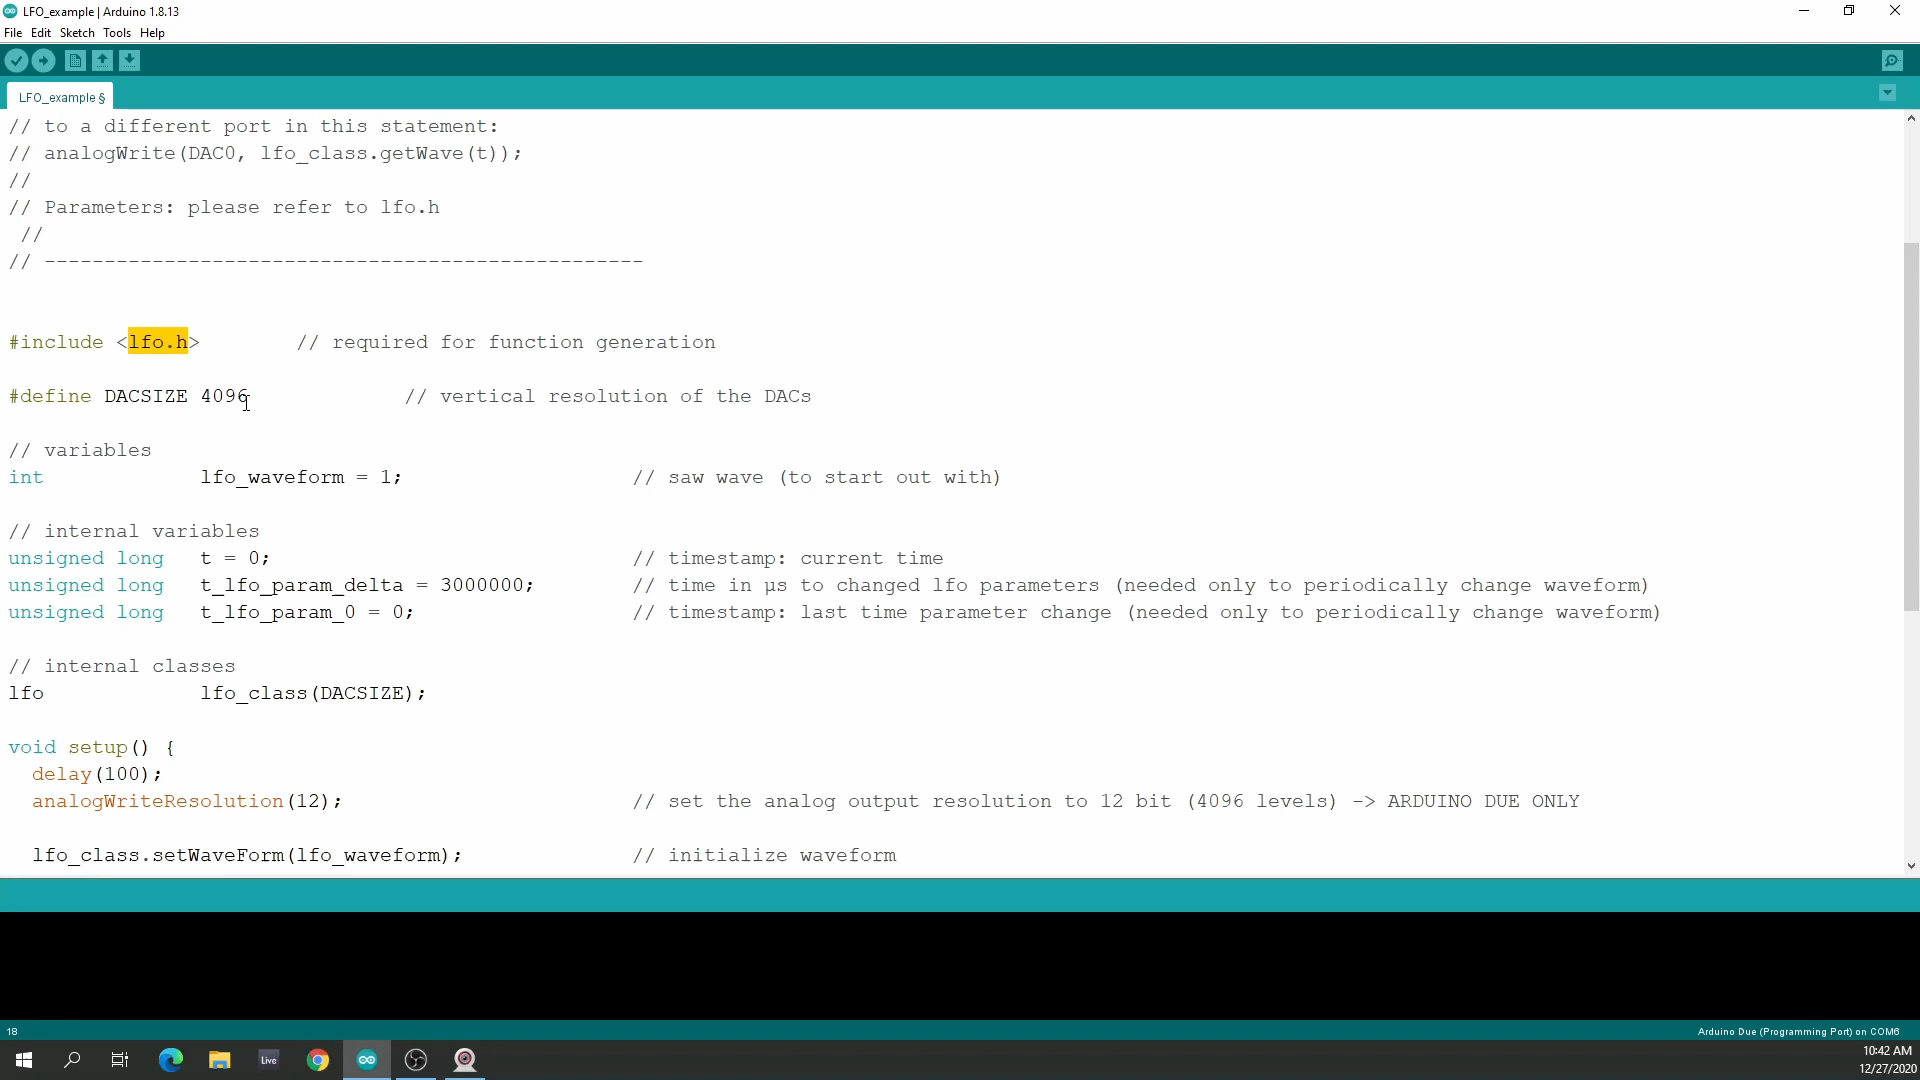 LFO_example | Arduino 1.8.13
File Edit Sketch Tools Help
LFO_example §
// to a different port in this statement:
// analogWrite(DAC0, lfo_class.getWave(t));
//
// Parameters: please refer to lfo.h
//
// ----------------------------------------------------
#include <lfo.h> // required for function generation
#define DACSIZE 4096 // vertical resolution of the DACs
// variables
int lfo_waveform = 1; // saw wave (to start out with)
// internal variables
unsigned long t = 0; // timestamp: current time
unsigned long t_lfo_param_delta = 3000000; // time in µs to changed lfo parameters (needed only to periodically change waveform)
unsigned long t_lfo_param_0 = 0; // timestamp: last time parameter change (needed only to periodically change waveform)
// internal classes
lfo lfo_class(DACSIZE);
void setup() {
delay(100);
analogWriteResolution(12); // set the analog output resolution to 12 bit (4096 levels) -> ARDUINO DUE ONLY
lfo_class.setWaveForm(lfo_waveform); // initialize waveform
18
Arduino Due (Programming Port) on COM6
Live
10:42 AM
12/27/2020